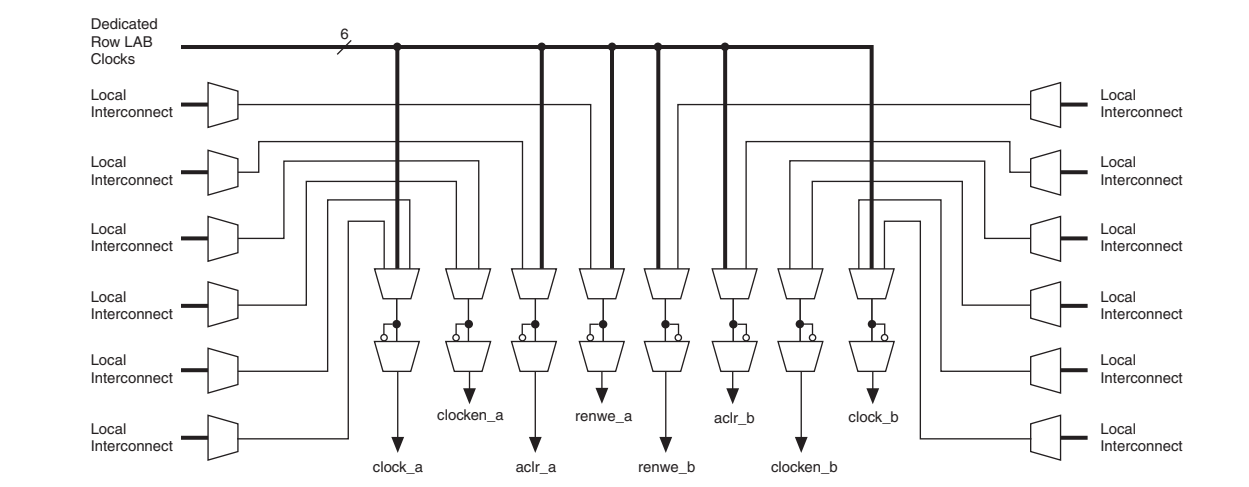 Dedicated
Row LAB
Clocks
6
Local
Interconnect
Local
Interconnect
Local
Interconnect
Local
Interconnect
Local
Interconnect
Local
Interconnect
Local
Interconnect
Local
Interconnect
Local
Interconnect
Local
Interconnect
Local
Interconnect
Local
Interconnect
clocken_a
renwe_a
aclr_b
clock_b
clock_a
aclr_a
renwe_b
clocken_b